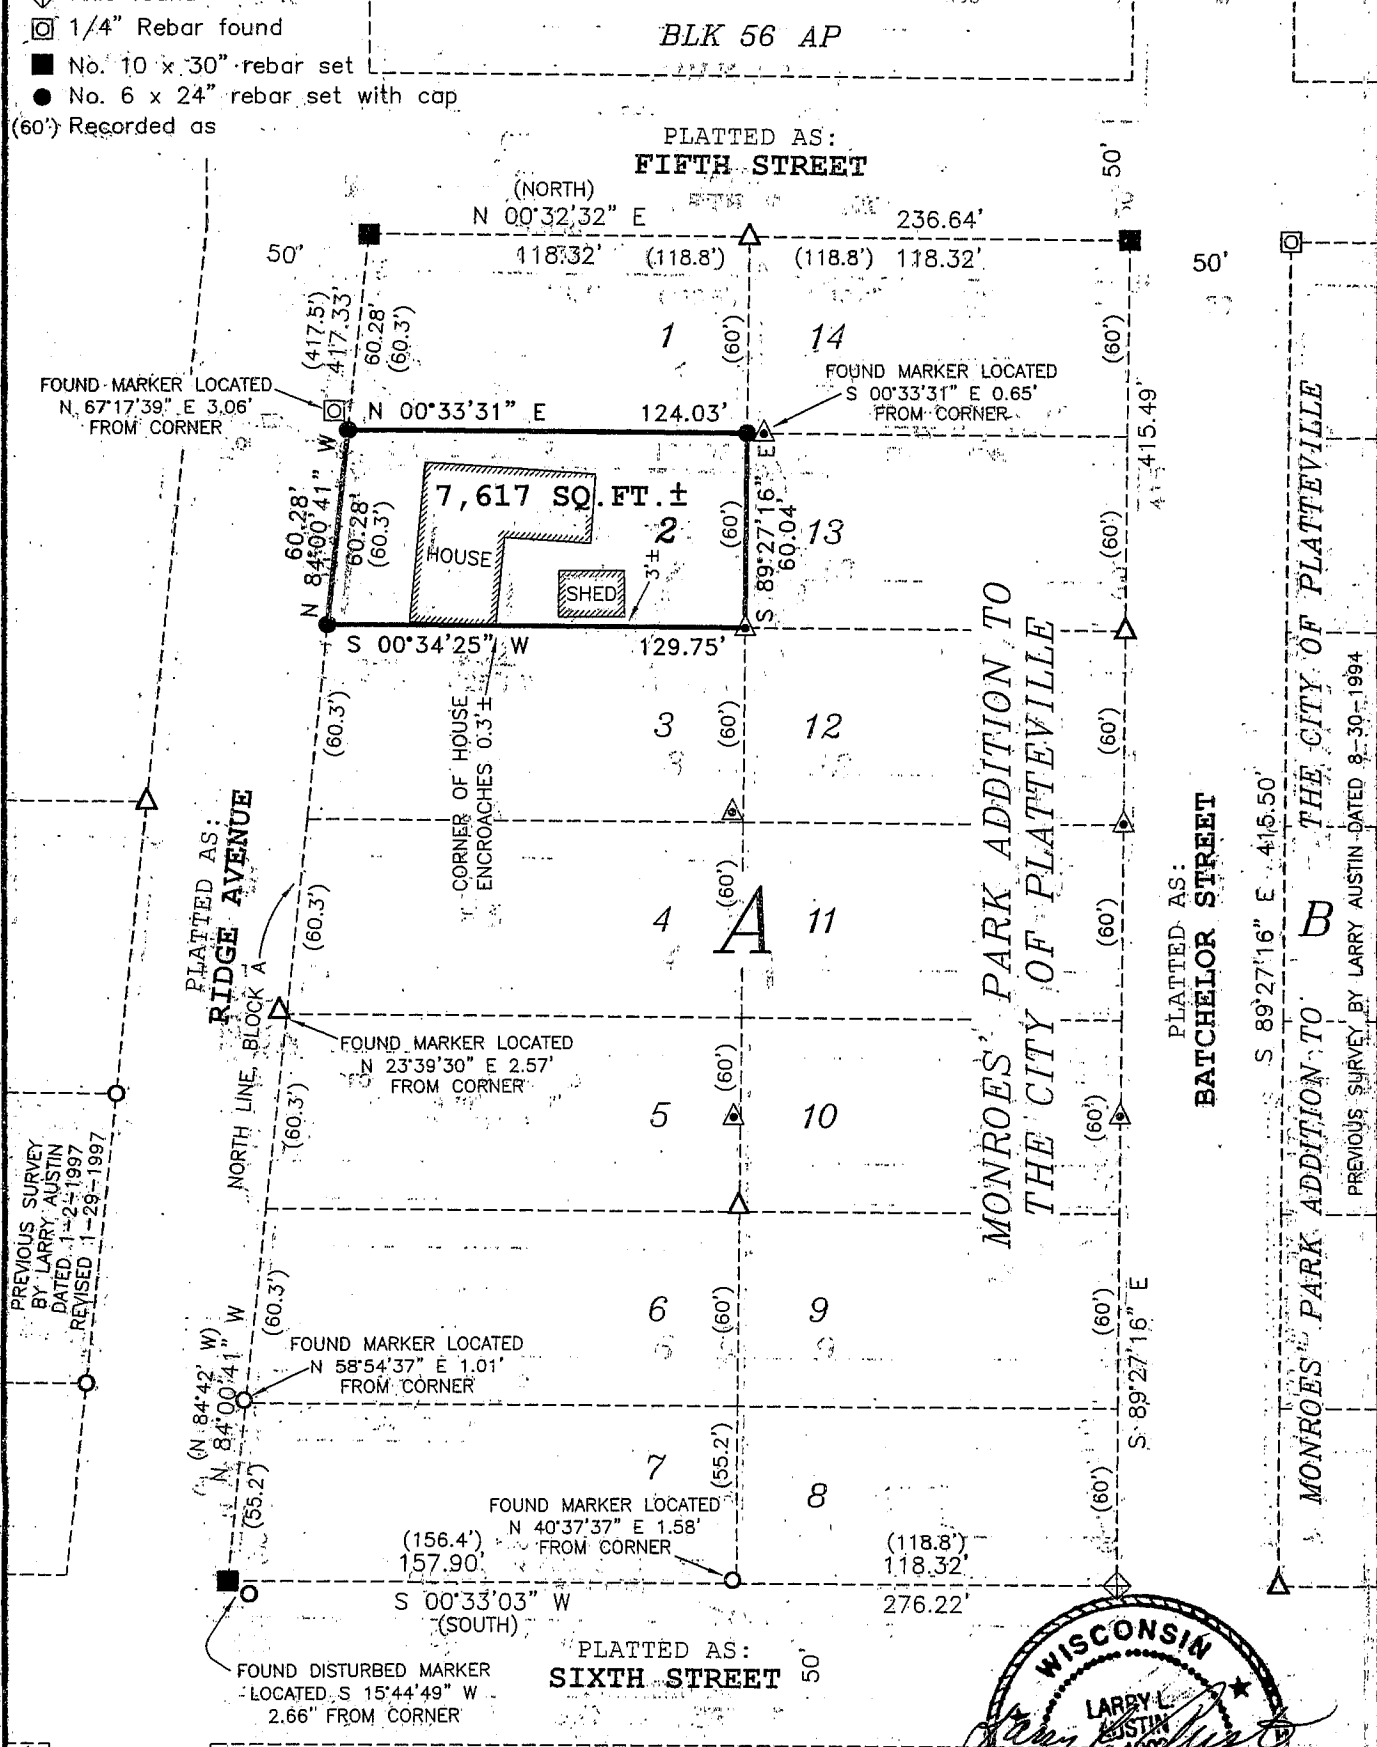 1/4" Rebar found
No. 10 x 30" rebar set
No. 6 x 24" rebar set with cap
(60') Recorded as
BLK 56 AP
PLATTED AS:
FIFTH STREET
50'
(NORTH)
N 00°32'32" E
236.64'
50'
118.32'
(118.8')
(118.8')
118.32'
50'
(417.5')
417.33'
60.28'
(60.3')
1
(60')
14
(60')
FOUND MARKER LOCATED
N 67°17'39" E 3.06'
FROM CORNER
FOUND MARKER LOCATED
S 00°33'31" E 0.65'
FROM CORNER
N 00°33'31" E
124.03'
415.49'
60.28'
N 84°00'41" W
60.28'
(60.3')
7,617 SQ.FT.±
2
HOUSE
SHED
3'±
(60')
S 89°27'16" E
60.04'
13
(60')
S 00°34'25" W
129.75'
CORNER OF HOUSE
ENCROACHES 0.3'±
(60.3')
3
(60')
12
(60')
PLATTED AS:
RIDGE AVENUE
NORTH LINE, BLOCK A
(60.3')
4
(60')
A
11
(60')
MONROES' PARK ADDITION TO
THE CITY OF PLATTEVILLE
PLATTED AS:
BATCHELOR STREET
S 89°27'16" E 415.50'
B
MONROES' PARK ADDITION TO THE CITY OF PLATTEVILLE
PREVIOUS SURVEY BY LARRY AUSTIN DATED 8-30-1994
FOUND MARKER LOCATED
N 23°39'30" E 2.57'
FROM CORNER
(60.3')
5
(60')
10
(60')
PREVIOUS SURVEY
BY LARRY AUSTIN
DATED 1-2-1997
REVISED 1-29-1997
(60.3')
6
(60')
9
(60')
S 89°27'16" E
FOUND MARKER LOCATED
N 58°54'37" E 1.01'
FROM CORNER
(N 84°42' W)
N 84°00'41" W
(55.2')
7
(55.2')
8
(60')
FOUND MARKER LOCATED
N 40°37'37" E 1.58'
FROM CORNER
(156.4')
157.90'
(118.8')
118.32'
S 00°33'03" W
(SOUTH)
276.22'
PLATTED AS:
SIXTH STREET
50'
FOUND DISTURBED MARKER
LOCATED S 15°44'49" W
2.66" FROM CORNER
WISCONSIN
LARRY L.
AUSTIN